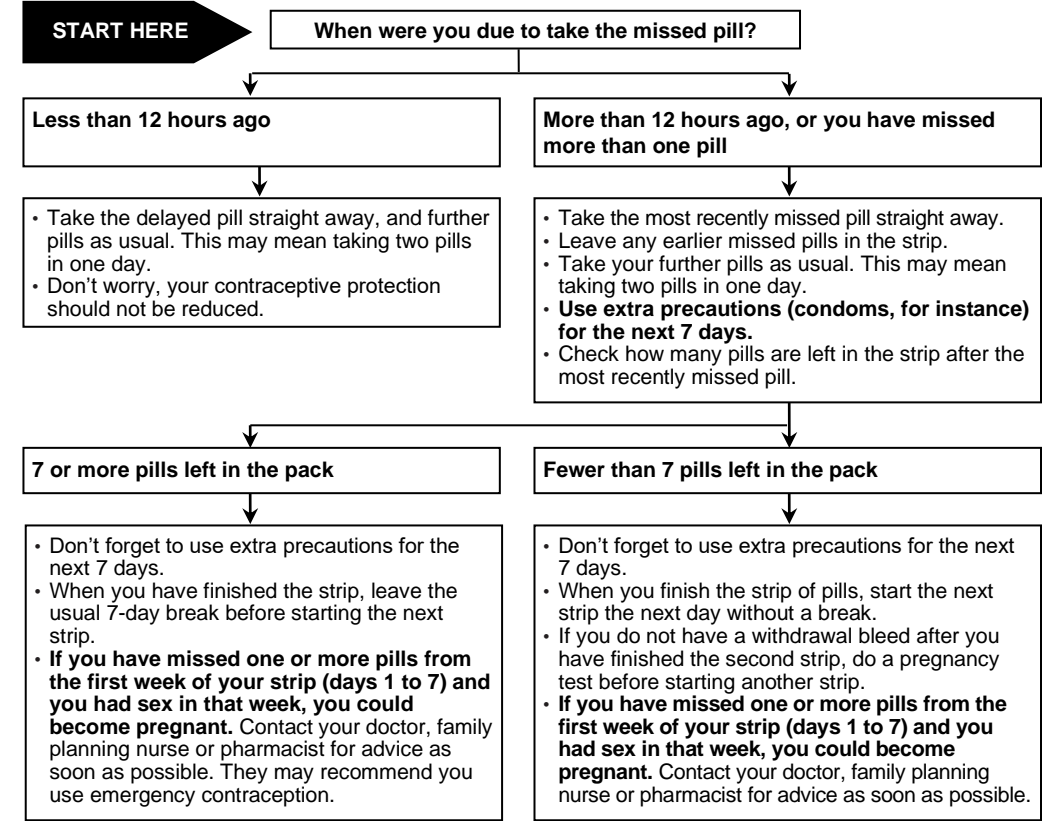 START HERE
When were you due to take the missed pill?
Less than 12 hours ago
More than 12 hours ago, or you have missed
more than one pill
• Take the delayed pill straight away, and further
pills as usual. This may mean taking two pills
in one day.
• Don’t worry, your contraceptive protection
should not be reduced.
• Take the most recently missed pill straight away.
• Leave any earlier missed pills in the strip.
• Take your further pills as usual. This may mean
taking two pills in one day.
• Use extra precautions (condoms, for instance)
for the next 7 days.
• Check how many pills are left in the strip after the
most recently missed pill.
7 or more pills left in the pack
Fewer than 7 pills left in the pack
• Don’t forget to use extra precautions for the
next 7 days.
• When you have finished the strip, leave the
usual 7-day break before starting the next
strip.
• If you have missed one or more pills from
the first week of your strip (days 1 to 7) and
you had sex in that week, you could
become pregnant. Contact your doctor, family
planning nurse or pharmacist for advice as
soon as possible. They may recommend you
use emergency contraception.
• Don’t forget to use extra precautions for the next
7 days.
• When you finish the strip of pills, start the next
strip the next day without a break.
• If you do not have a withdrawal bleed after you
have finished the second strip, do a pregnancy
test before starting another strip.
• If you have missed one or more pills from the
first week of your strip (days 1 to 7) and you
had sex in that week, you could become
pregnant. Contact your doctor, family planning
nurse or pharmacist for advice as soon as possible.